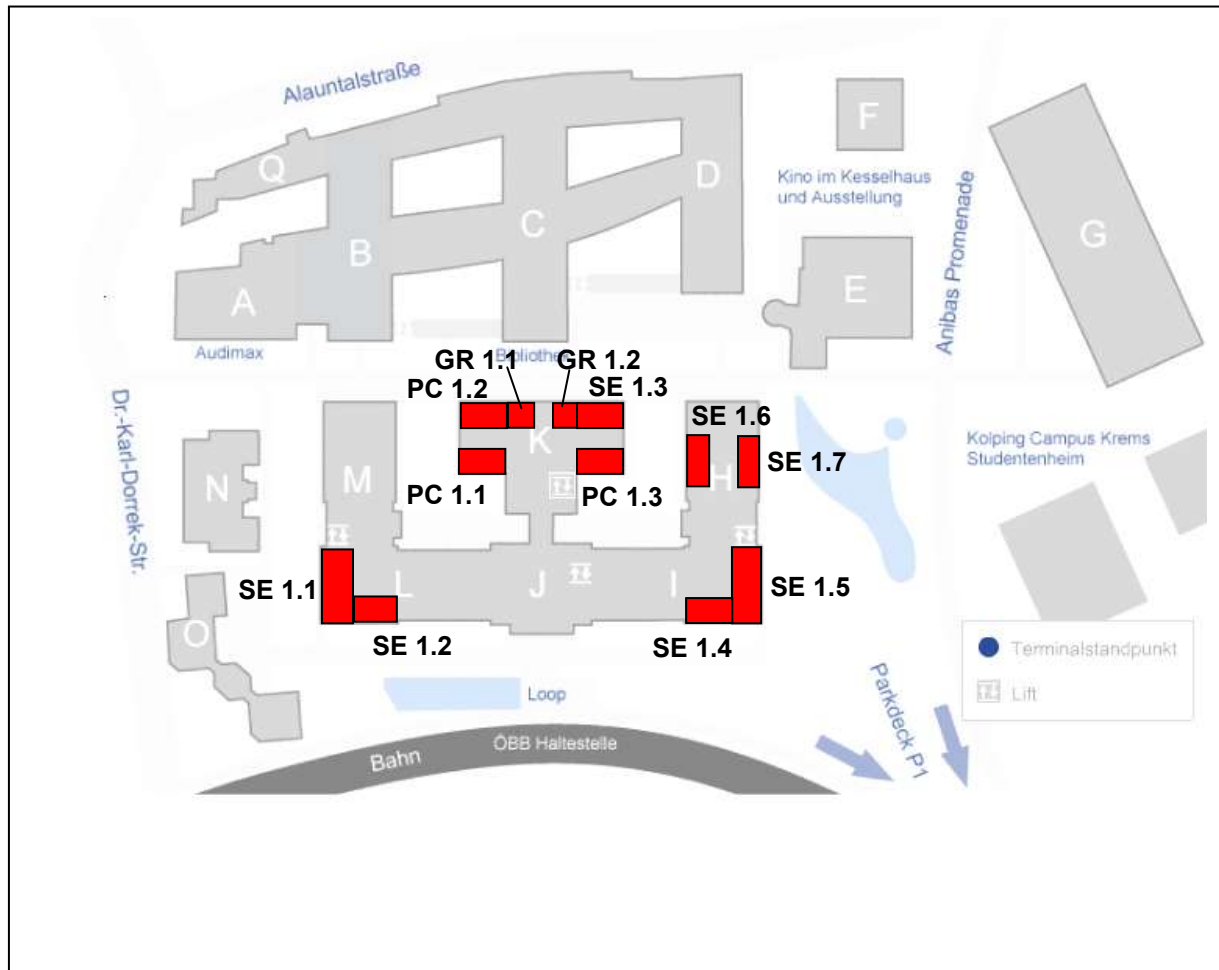 Alauntalstraße
F
Q
Kino im Kesselhaus
und Ausstellung
D
C
B
G
A
E
Anibas Promenade
Audimax
GR 1.1
GR 1.2
PC 1.2
SE 1.3
Dr.-Karl-Dorrek-Str.
K
SE 1.6
Kolping Campus Krems
Studentenheim
SE 1.7
N
M
H
PC 1.1
PC 1.3
SE 1.1
L
J
I
SE 1.5
O
SE 1.2
SE 1.4
Terminalstandpunkt
Lift
Loop
Parkdeck P1
ÖBB Haltestelle
Bahn